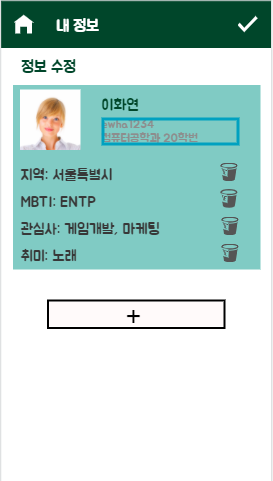 내 정보
정보 수정
이화연
ewha1234
컴퓨터공학과 20학번
지역: 서울특별시
MBTI: ENTP
관심사: 게임개발, 마케팅
취미: 노래
+